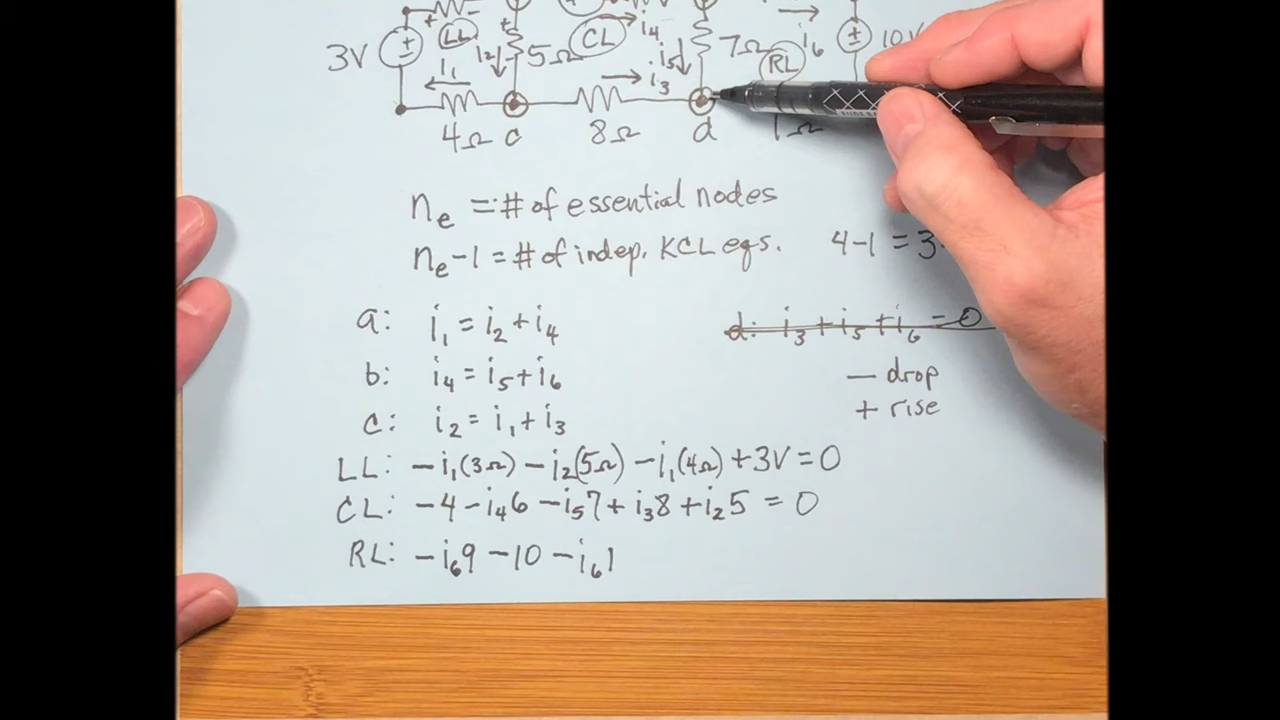 LL CL i₄ i₆
3V i₂ 5Ω i₅ 7Ω RL 10V
i₁ i₃
4Ω c 8Ω d 1Ω
nₑ = # of essential nodes
nₑ-1 = # of indep. KCL eqs. 4-1 = 3
a: i₁ = i₂ + i₄ d: i₃ + i₅ + i₆ = 0
b: i₄ = i₅ + i₆ — drop
c: i₂ = i₁ + i₃ + rise
LL: -i₁(3Ω) - i₂(5Ω) - i₁(4Ω) + 3V = 0
CL: -4 - i₄6 - i₅7 + i₃8 + i₂5 = 0
RL: -i₆9 - 10 - i₆1